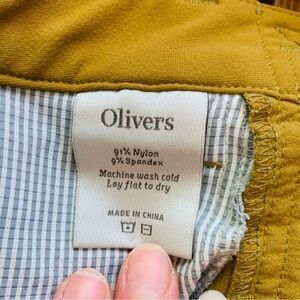 Olivers
91% Nylon
9% Spandex
Machine wash cold
Lay flat to dry
MADE IN CHINA